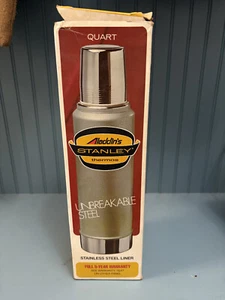 QUART
Aladdin's
STANLEY
thermos
UNBREAKABLE
STEEL
STAINLESS STEEL LINER